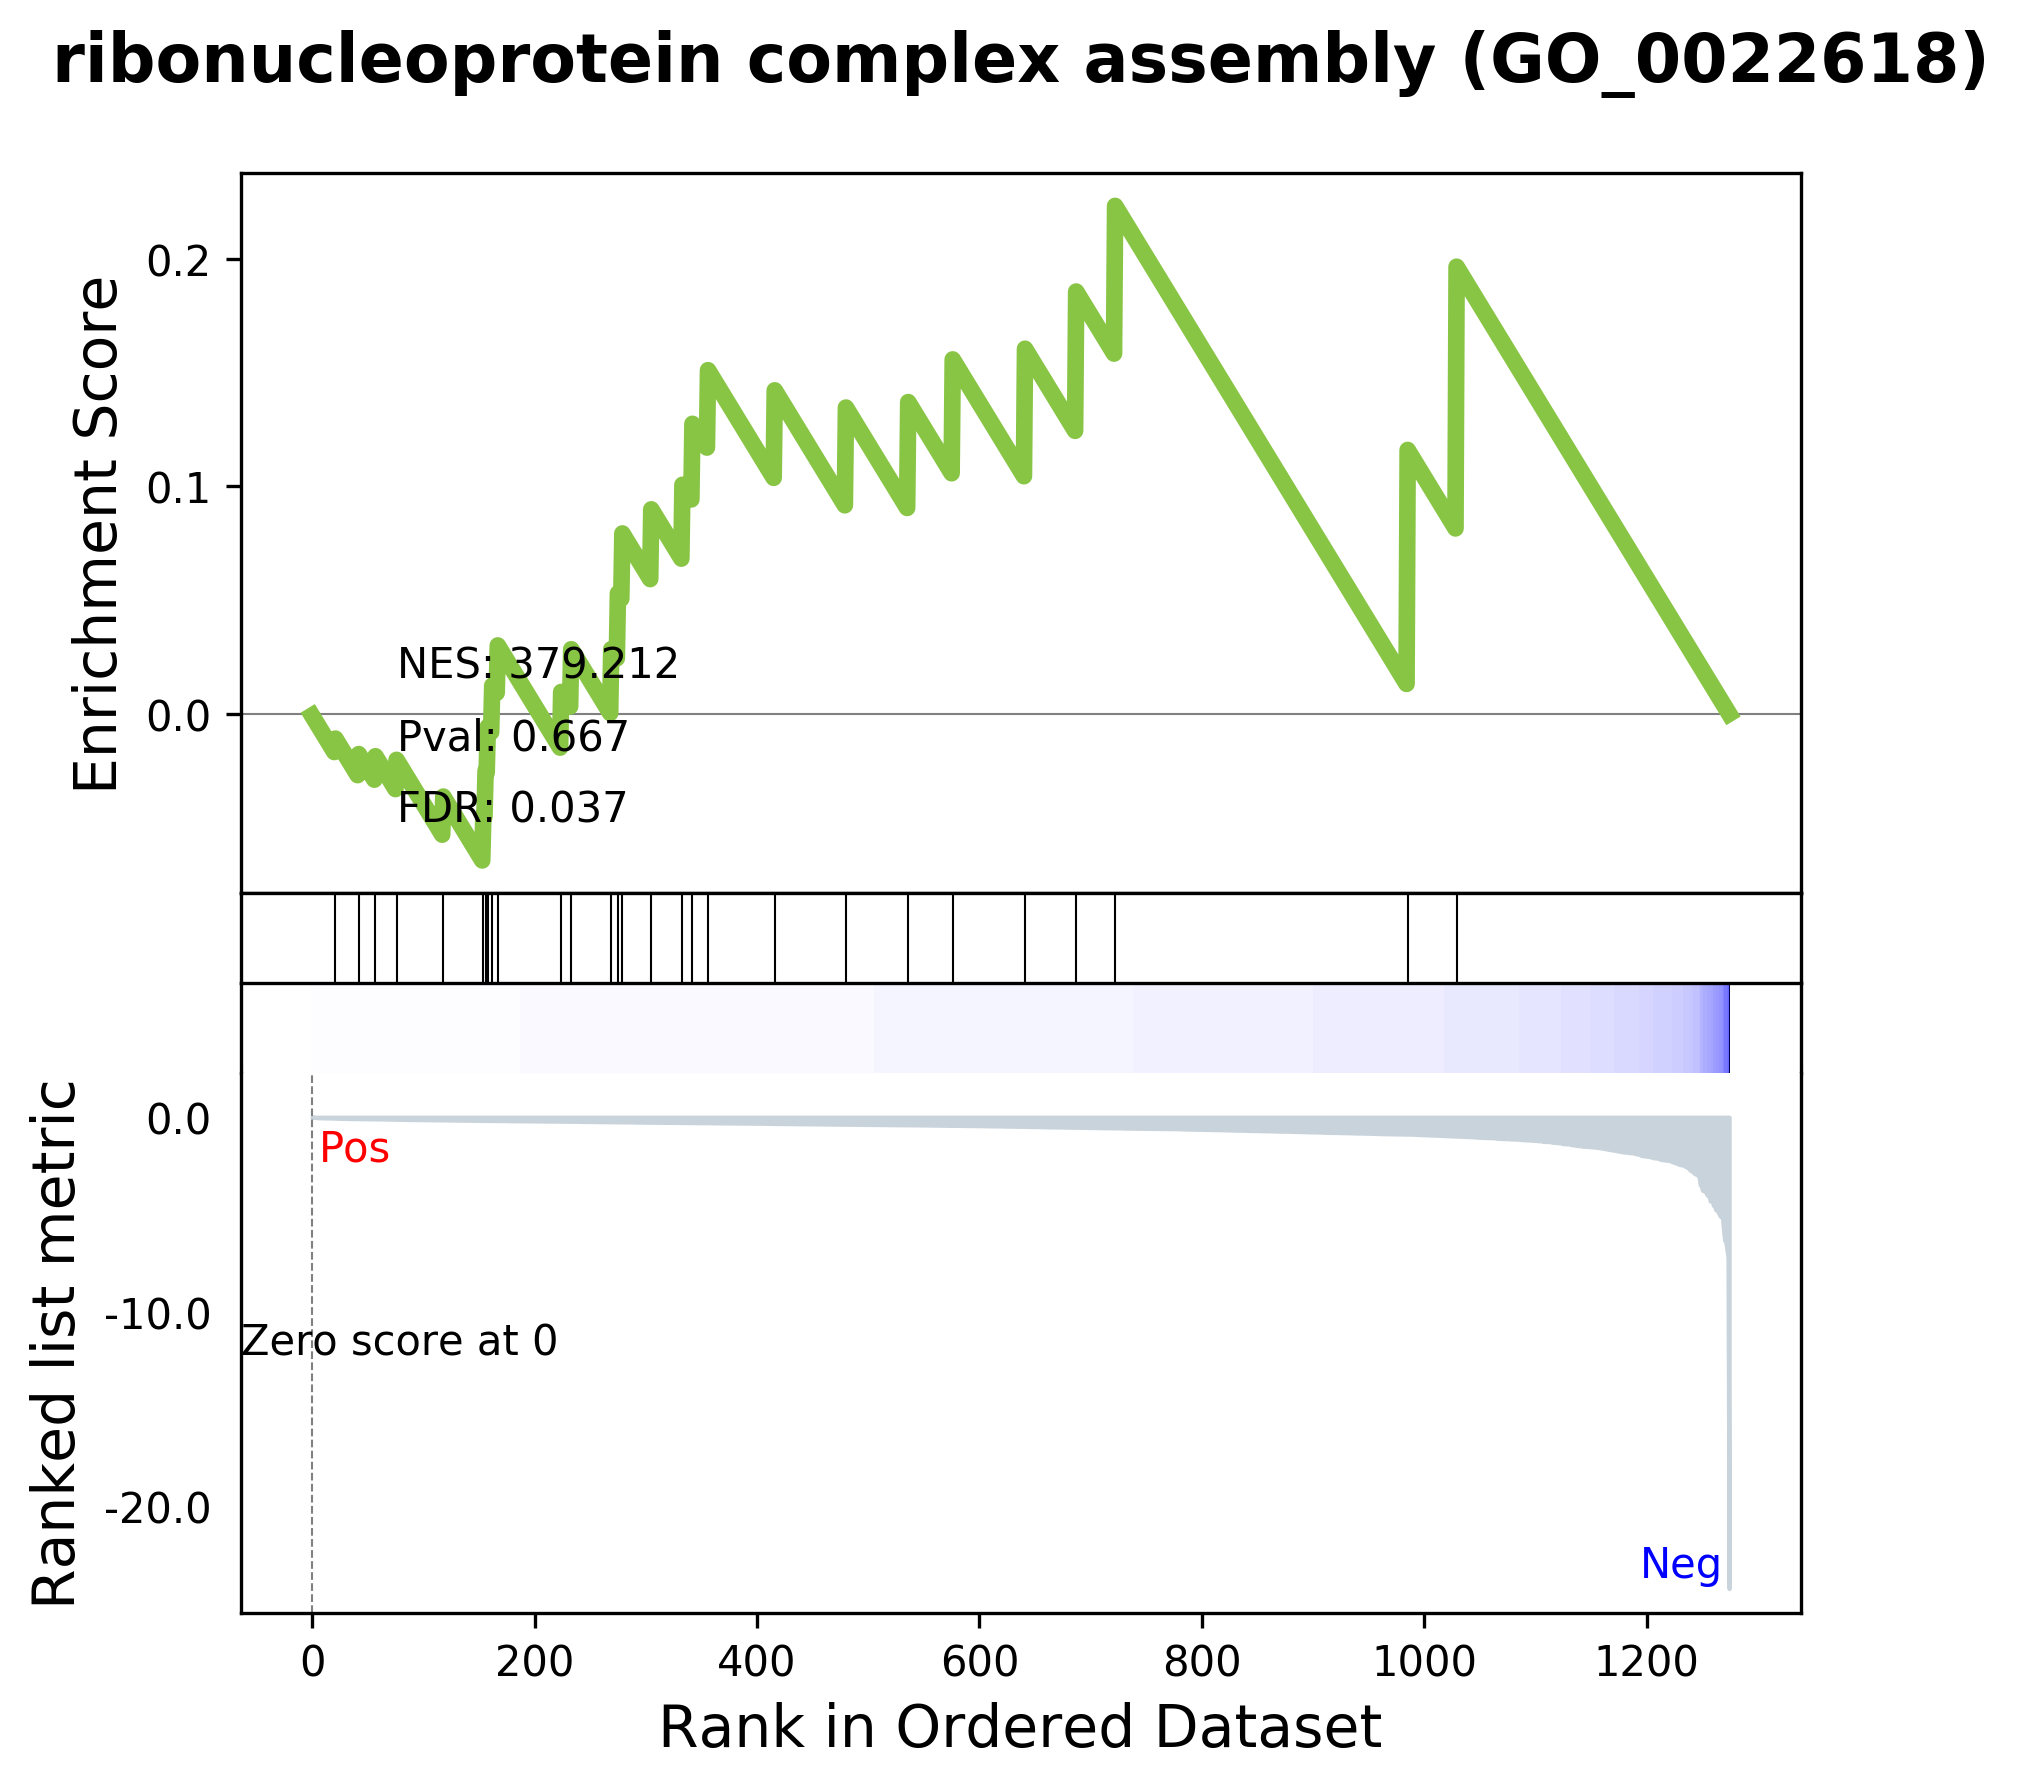 ribonucleoprotein complex assembly (GO_0022618)
Enrichment Score
0.2
0.1
0.0
NES: 379.212
Pval: 0.667
FDR: 0.037
Ranked list metric
0.0
-10.0
-20.0
Pos
Zero score at 0
Neg
0 200 400 600 800 1000 1200
Rank in Ordered Dataset